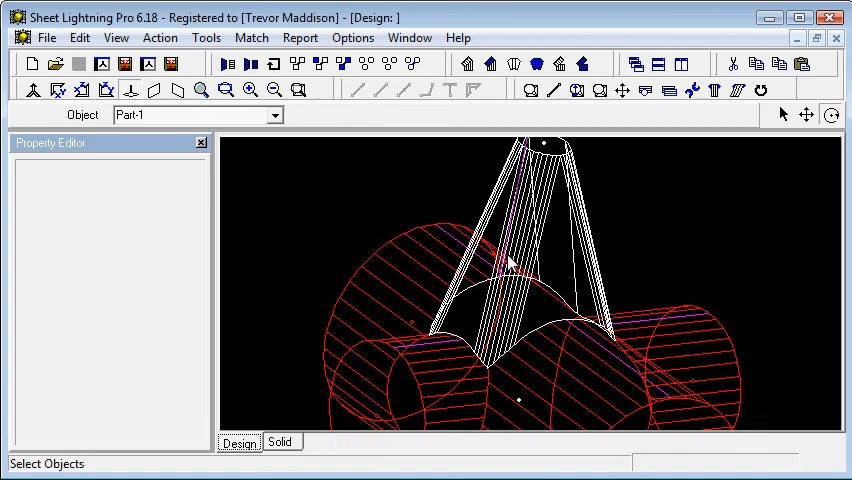 Sheet Lightning Pro 6.18 - Registered to [Trevor Maddison] - [Design: ]
File Edit View Action Tools Match Report Options Window Help
Object Part-1
Property Editor
Design Solid
Select Objects